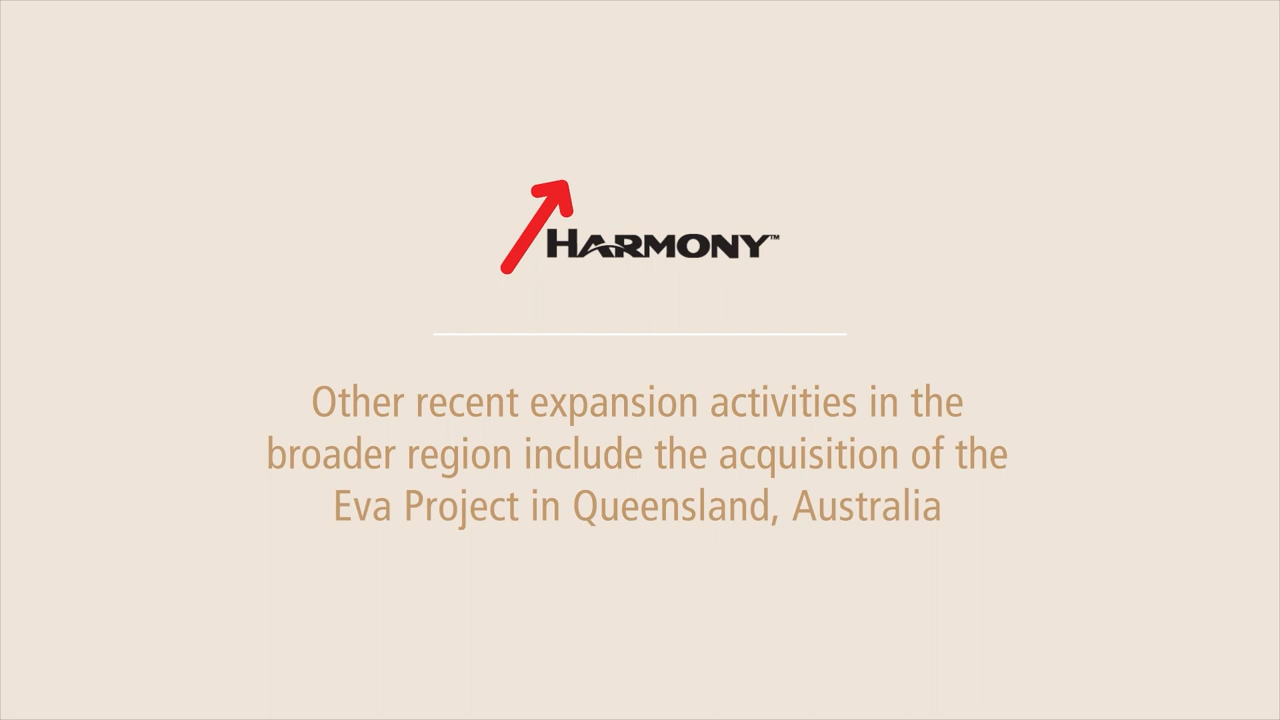 HARMONY™
Other recent expansion activities in the
broader region include the acquisition of the
Eva Project in Queensland, Australia